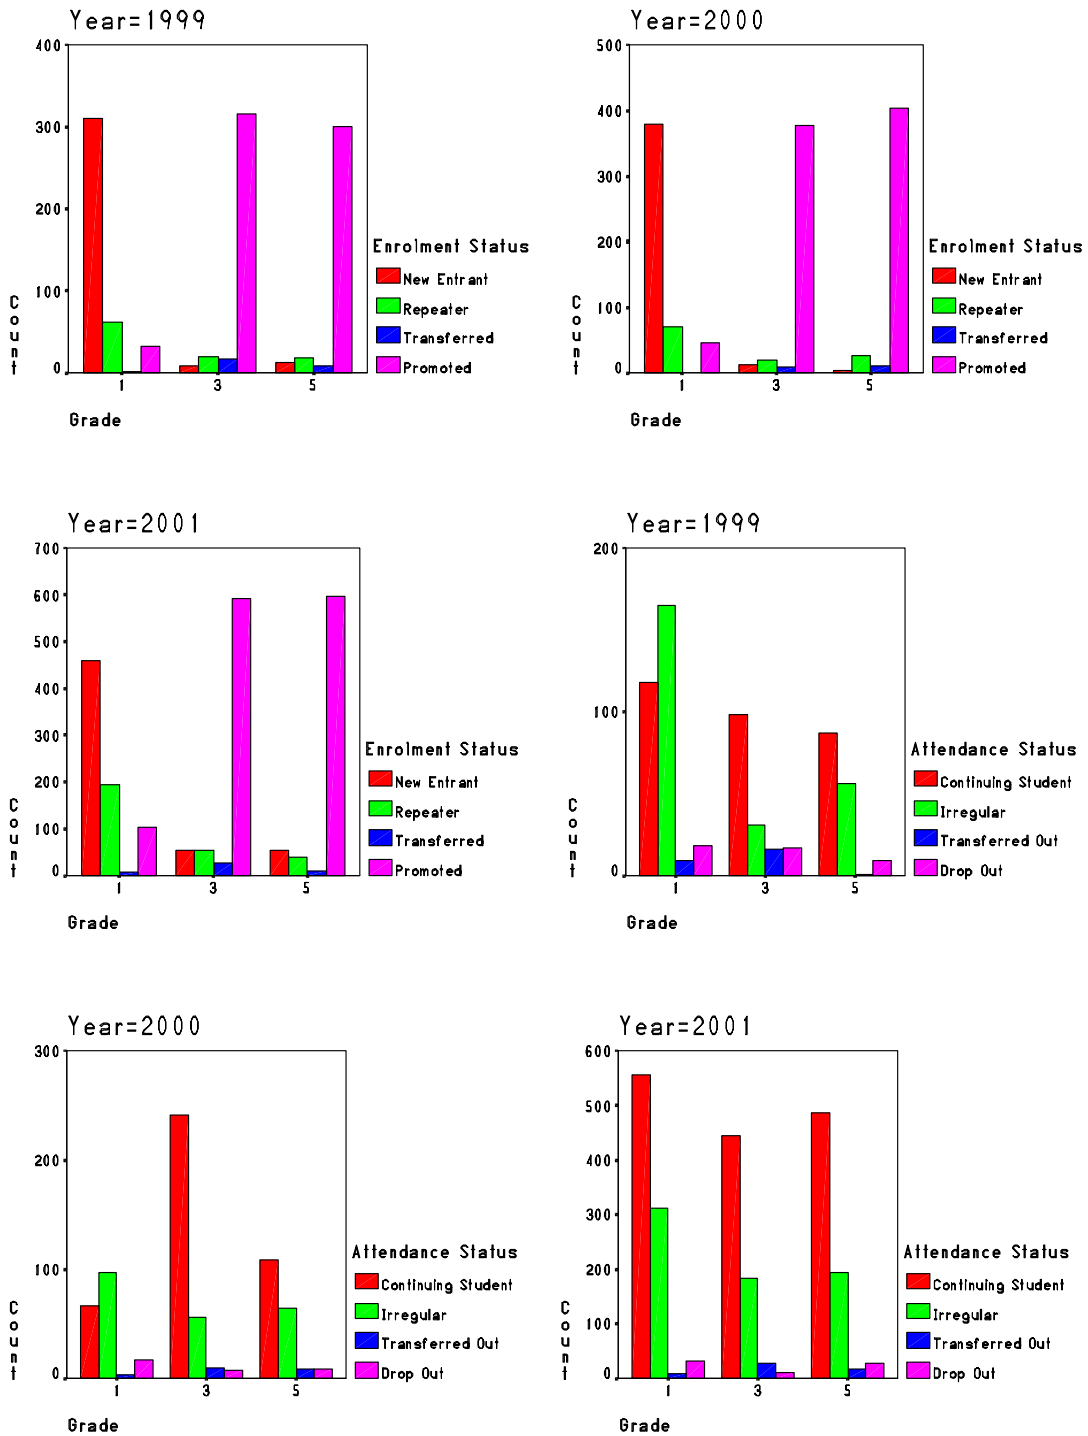 Year=1999
400
300
200
100
0
Count
1 3 5
Grade
Enrolment Status
New Entrant
Repeater
Transferred
Promoted
Year=2000
500
400
300
200
100
0
Count
1 3 5
Grade
Enrolment Status
New Entrant
Repeater
Transferred
Promoted
Year=2001
700
600
500
400
300
200
100
0
Count
1 3 5
Grade
Enrolment Status
New Entrant
Repeater
Transferred
Promoted
Year=1999
200
100
0
Count
1 3 5
Grade
Attendance Status
Continuing Student
Irregular
Transferred Out
Drop Out
Year=2000
300
200
100
0
Count
1 3 5
Grade
Attendance Status
Continuing Student
Irregular
Transferred Out
Drop Out
Year=2001
600
500
400
300
200
100
0
Count
1 3 5
Grade
Attendance Status
Continuing Student
Irregular
Transferred Out
Drop Out